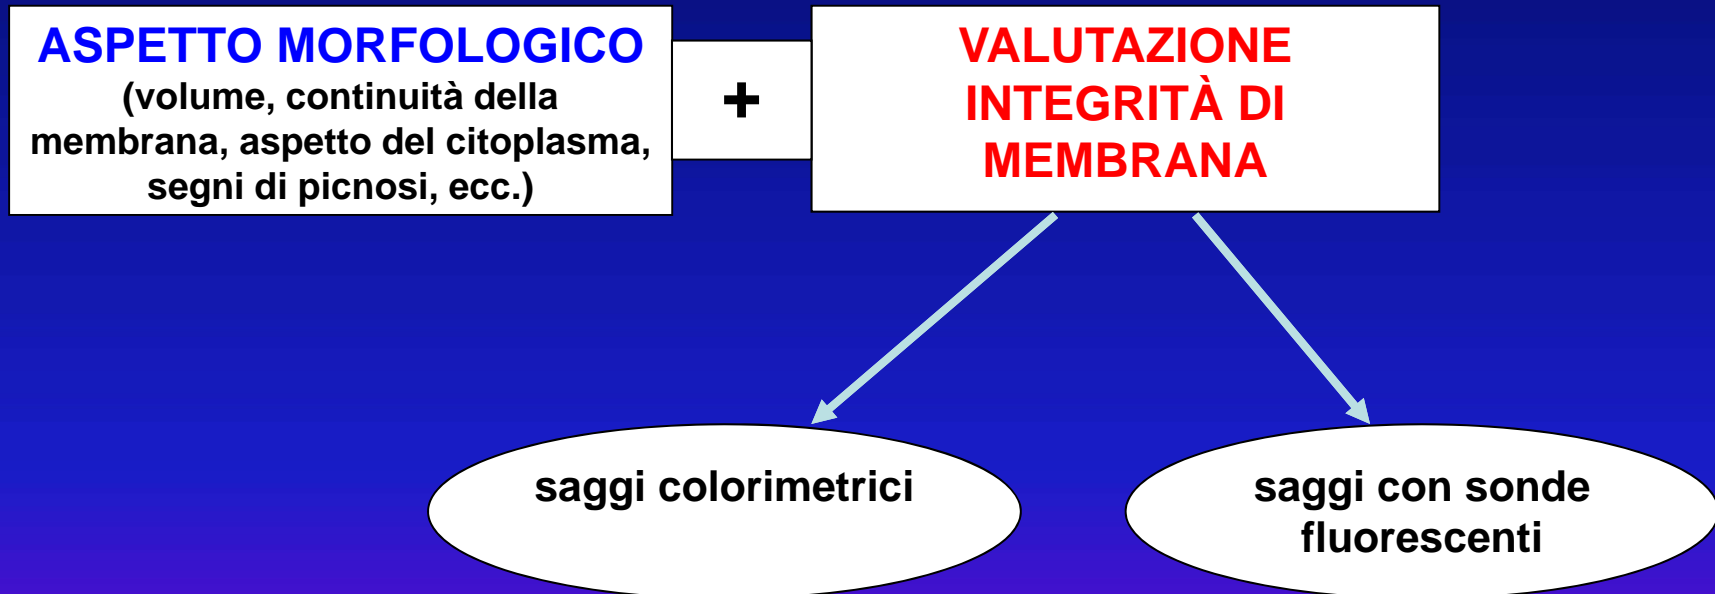 ASPETTO MORFOLOGICO
(volume, continuità della
membrana, aspetto del citoplasma,
segni di picnosi, ecc.)
+
VALUTAZIONE
INTEGRITÀ DI
MEMBRANA
saggi colorimetrici
saggi con sonde
fluorescenti